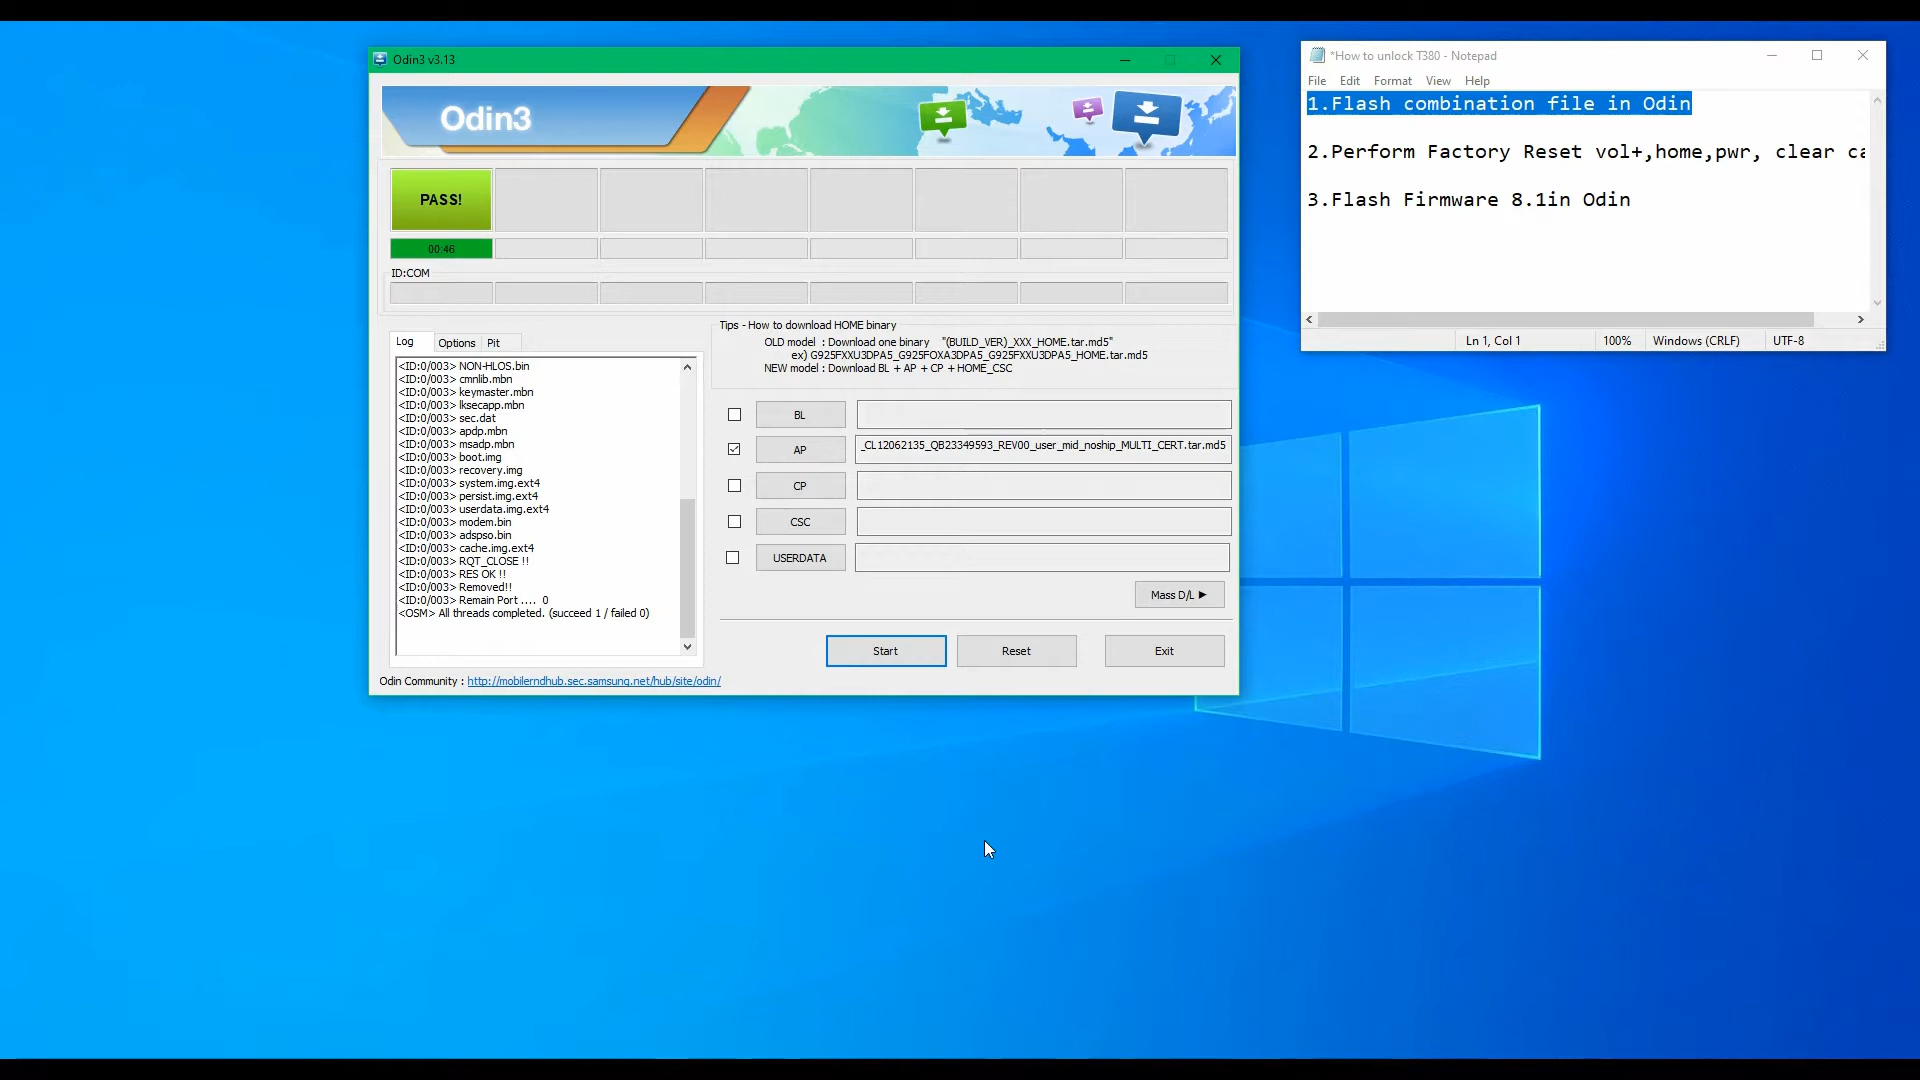 Odin3 v3.13
Odin3
PASS!
00:46
ID:COM
Log
Options
Pit
<ID:0/003> NON-HLOS.bin
<ID:0/003> cmnlib.mbn
<ID:0/003> keymaster.mbn
<ID:0/003> lksecapp.mbn
<ID:0/003> sec.dat
<ID:0/003> apdp.mbn
<ID:0/003> msadp.mbn
<ID:0/003> boot.img
<ID:0/003> recovery.img
<ID:0/003> system.img.ext4
<ID:0/003> persist.img.ext4
<ID:0/003> userdata.img.ext4
<ID:0/003> modem.bin
<ID:0/003> adspso.bin
<ID:0/003> cache.img.ext4
<ID:0/003> RQT_CLOSE !!
<ID:0/003> RES OK !!
<ID:0/003> Removed!!
<ID:0/003> Remain Port .... 0
<OSM> All threads completed. (succeed 1 / failed 0)
Tips - How to download HOME binary
OLD model : Download one binary "(BUILD_VER)_XXX_HOME.tar.md5"
ex) G925FXXU3DPA5_G925FOXA3DPA5_G925FXXU3DPA5_HOME.tar.md5
NEW model : Download BL + AP + CP + HOME_CSC
BL
AP _CL12062135_QB23349593_REV00_user_mid_noship_MULTI_CERT.tar.md5
CP
CSC
USERDATA
Mass D/L ▶
Start
Reset
Exit
Odin Community : http://mobilerndhub.sec.samsung.net/hub/site/odin/
*How to unlock T380 - Notepad
File Edit Format View Help
1.Flash combination file in Odin
2.Perform Factory Reset vol+,home,pwr, clear ca
3.Flash Firmware 8.1in Odin
Ln 1, Col 1
100%
Windows (CRLF)
UTF-8